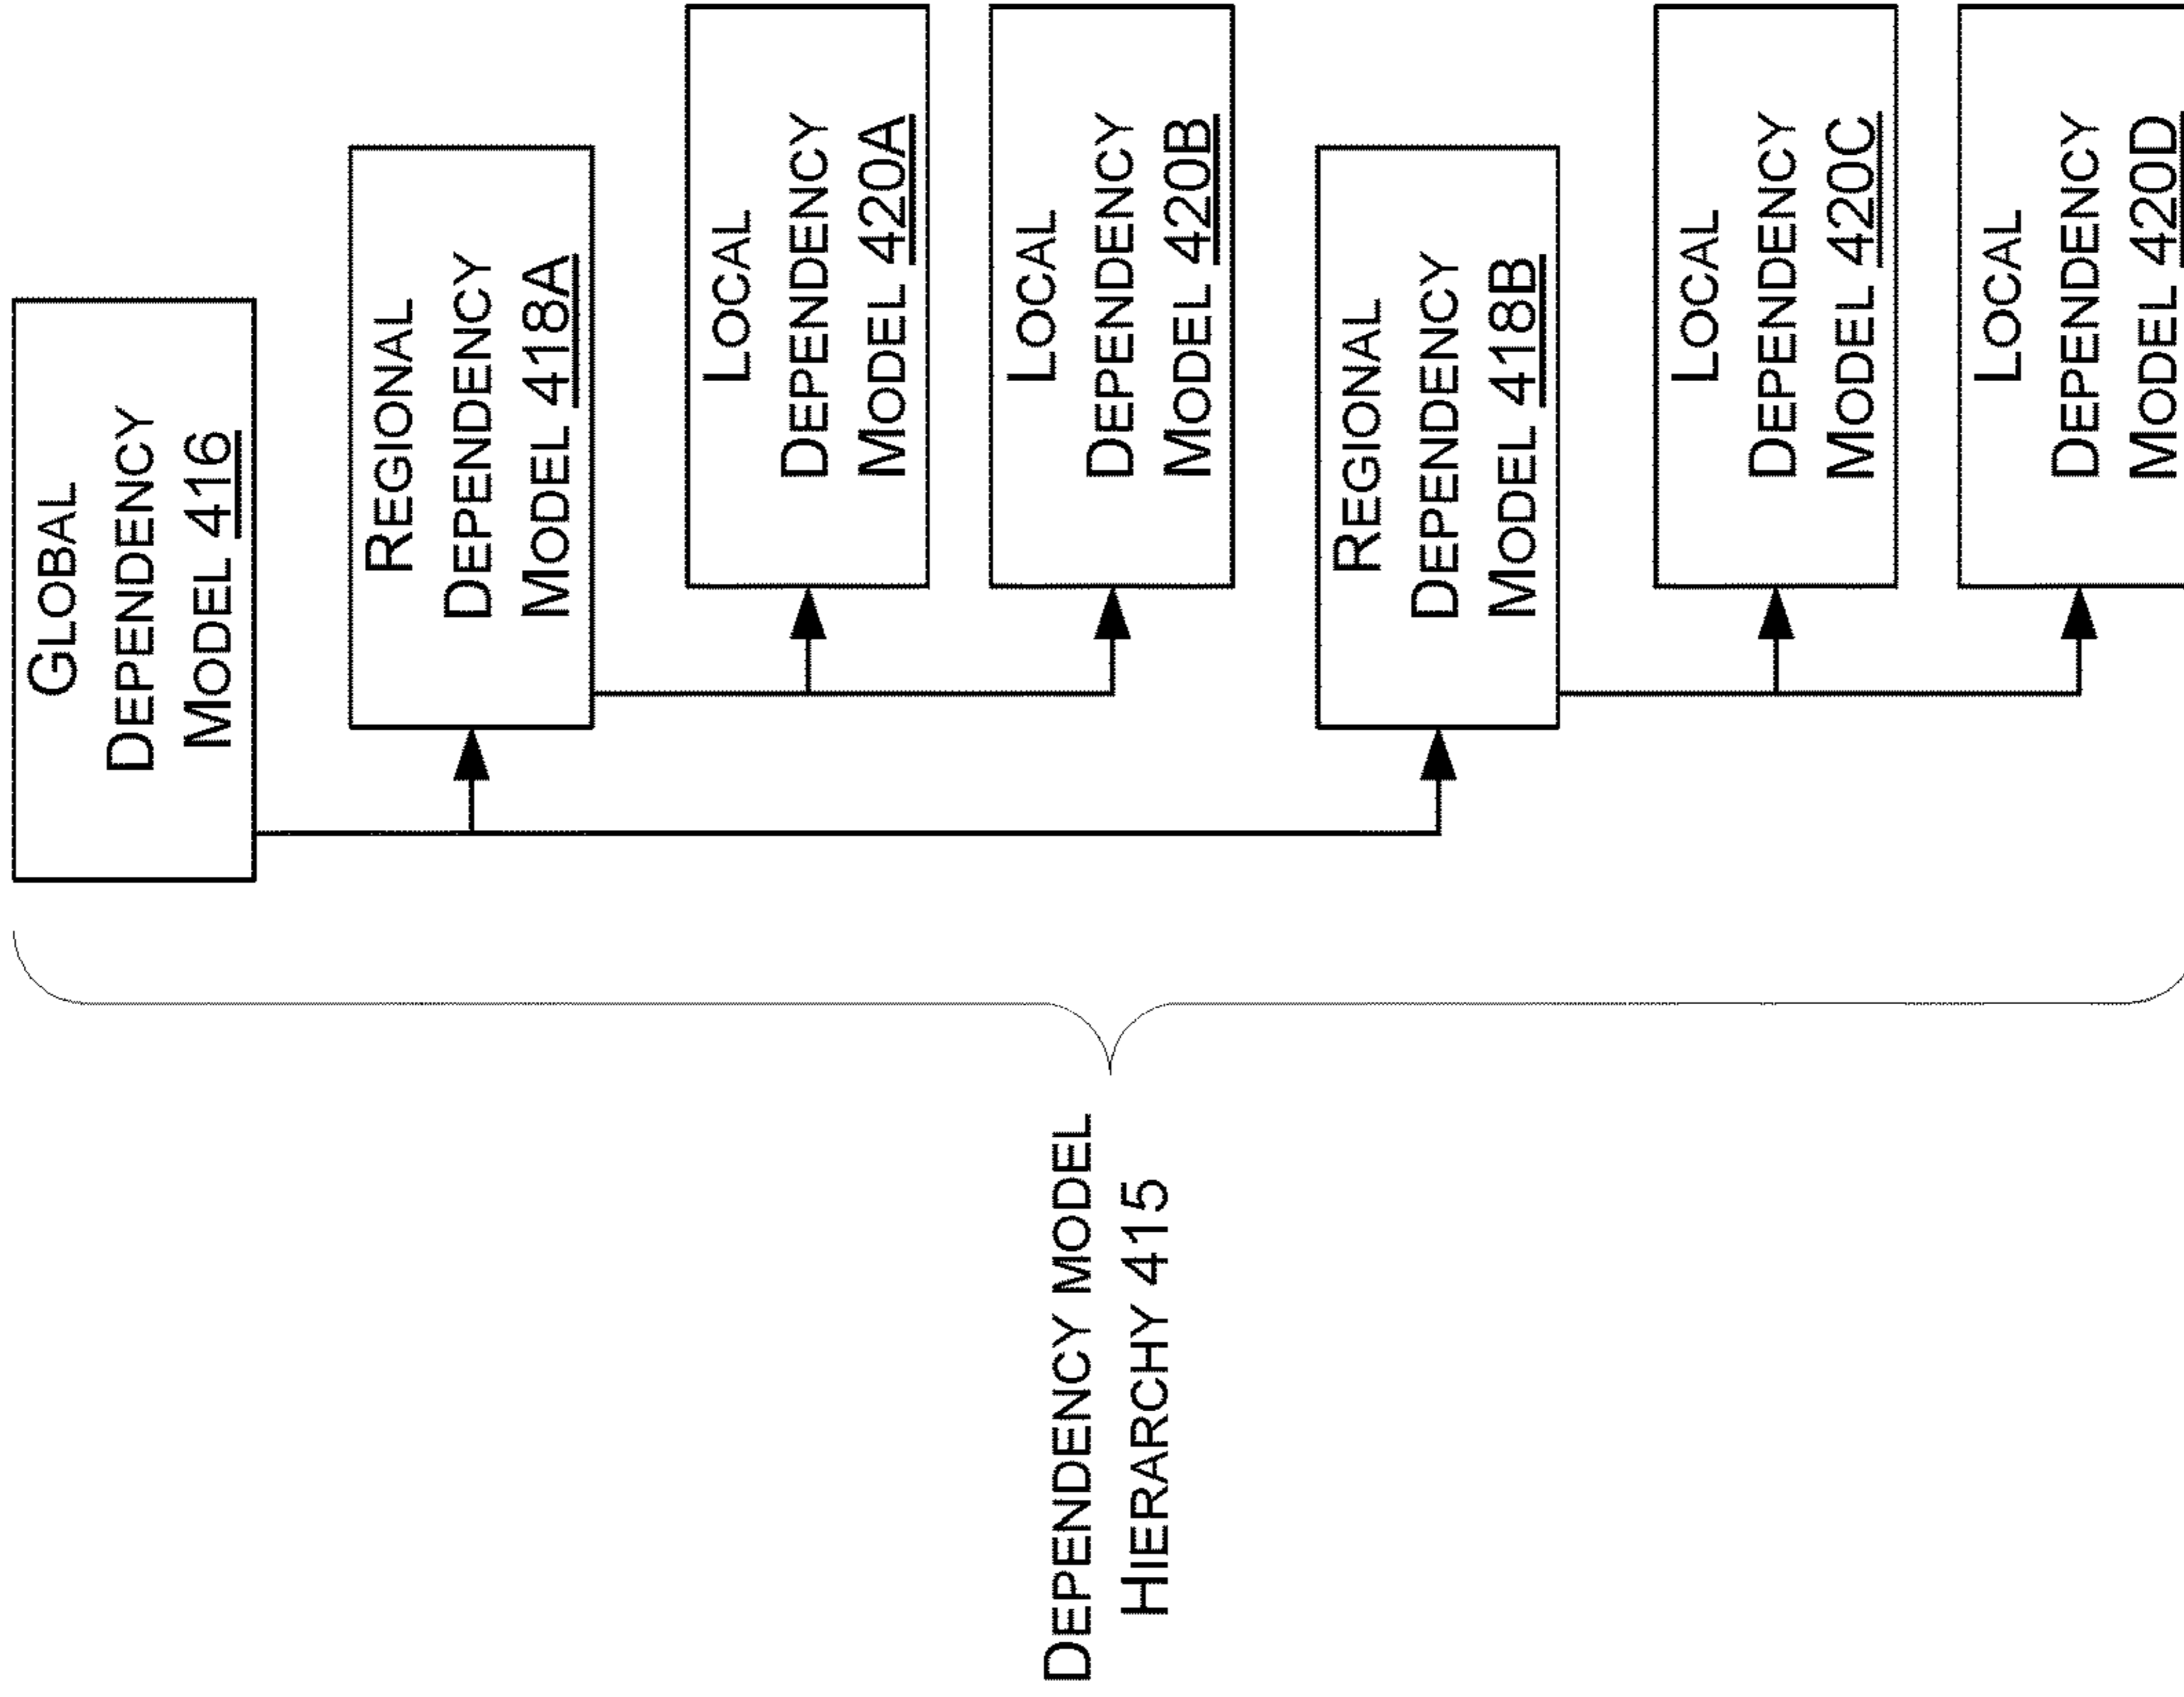 DEPENDENCY MODEL
HIERARCHY 415
GLOBAL
DEPENDENCY
MODEL 416
REGIONAL
DEPENDENCY
MODEL 418A
LOCAL
DEPENDENCY
MODEL 420A
LOCAL
DEPENDENCY
MODEL 420B
REGIONAL
DEPENDENCY
MODEL 418B
LOCAL
DEPENDENCY
MODEL 420C
LOCAL
DEPENDENCY
MODEL 420D